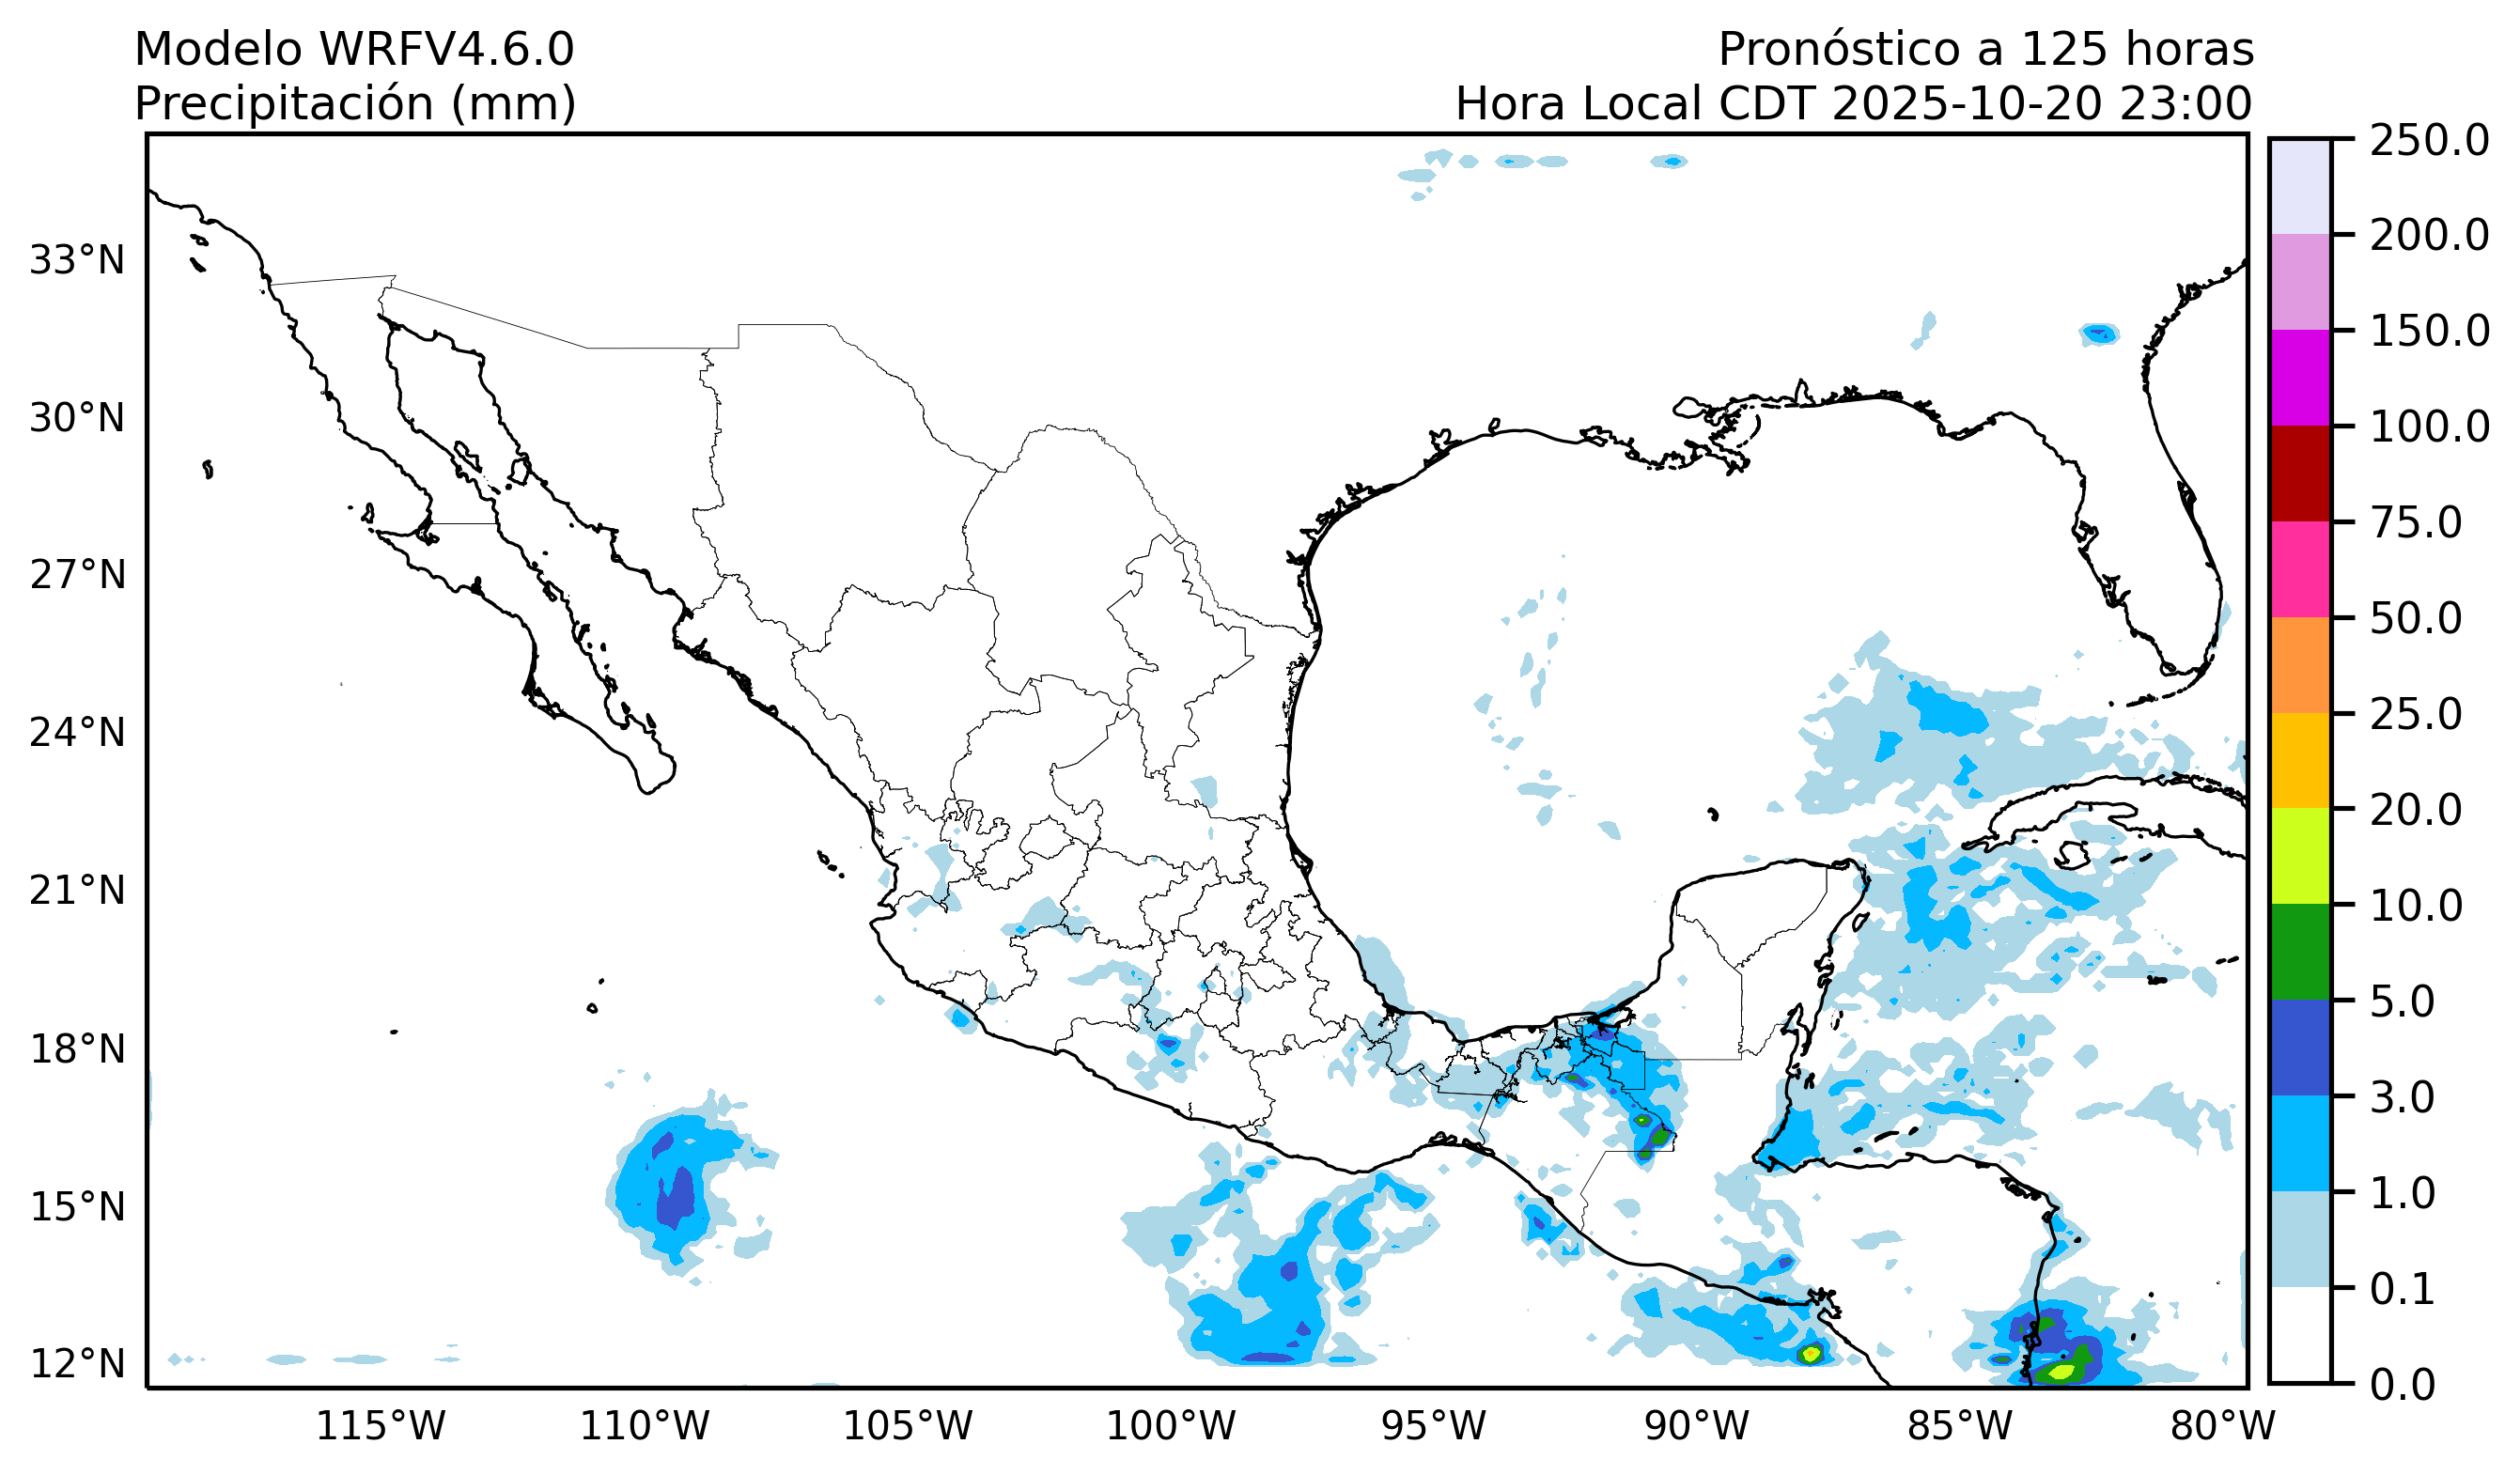 Modelo WRFV4.6.0
Precipitación (mm)
Pronóstico a 125 horas
Hora Local CDT 2025-10-20 23:00
33°N
30°N
27°N
24°N
21°N
18°N
15°N
12°N
115°W
110°W
105°W
100°W
95°W
90°W
85°W
80°W
250.0
200.0
150.0
100.0
75.0
50.0
25.0
20.0
10.0
5.0
3.0
1.0
0.1
0.0